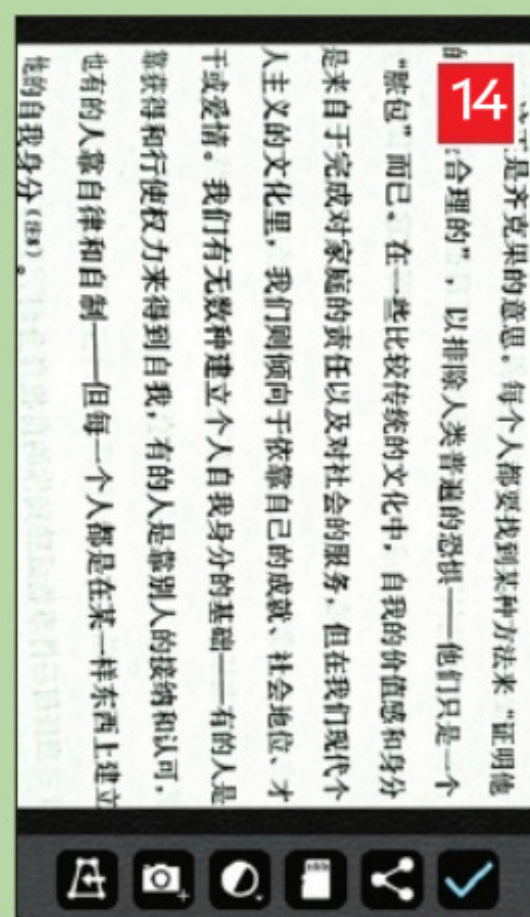 14
是齐克果的意思。每个人都要找到某种方法来“证明他
合理的”，以排除人类普遍的恐惧——他们只是一个
“脓包”而已。在一些比较传统的文化中，自我的价值感和身分
是来自于完成对家庭的责任以及对社会的服务，但在我们现代个
人主义的文化里，我们则倾向于依靠自己的成就、社会地位、才
干或爱情。我们有无数种建立个人自我身分的基础——有的人是
靠获得和行使权力来得到自我，有的人是靠别人的接纳和认可，
也有的人靠自律和自制——但每一个人都是在某一样东西上建立
他的自我身分（注8）。